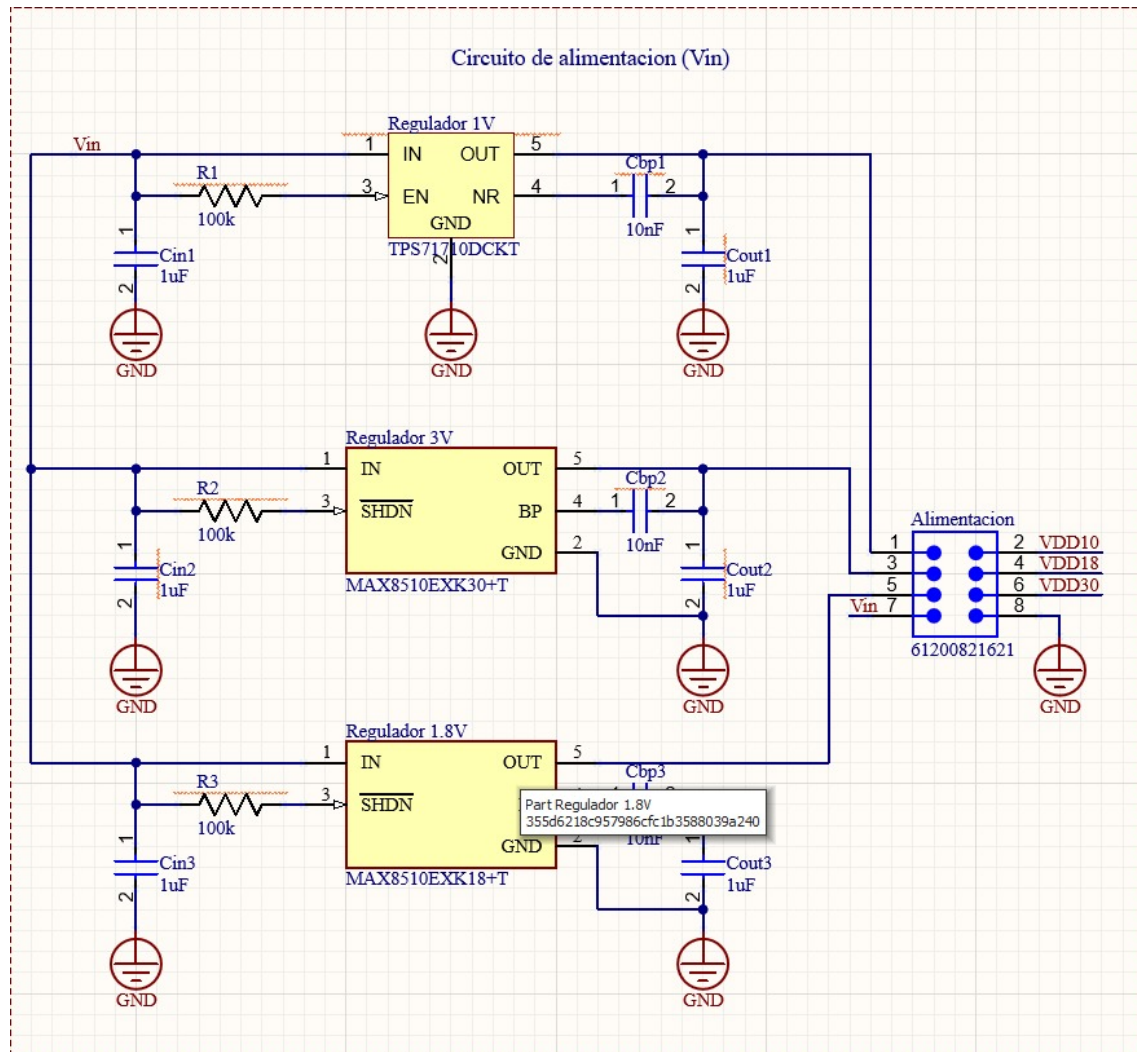 Circuito de alimentacion (Vin)
Regulador 1V
Vin
1
IN
OUT
5
R1
3
EN
NR
4
Cbp1
1
2
100k
GND
10nF
TPS71710DCKT
2
1
Cin1
1uF
2
1
Cout1
1uF
2
GND
GND
GND
Regulador 3V
1
IN
OUT
5
R2
3
SHDN
BP
4
Cbp2
1
2
100k
GND
2
10nF
MAX8510EXK30+T
1
Cin2
1uF
2
1
Cout2
1uF
2
GND
GND
Alimentacion
1
2
VDD10
3
4
VDD18
5
6
VDD30
Vin
7
8
61200821621
GND
Regulador 1.8V
1
IN
OUT
5
R3
3
SHDN
Cbp3
100k
Part Regulador 1.8V
355d6218c957986cfc1b3588039a240
GND
10nF
MAX8510EXK18+T
1
Cin3
1uF
2
1
Cout3
1uF
2
GND
GND